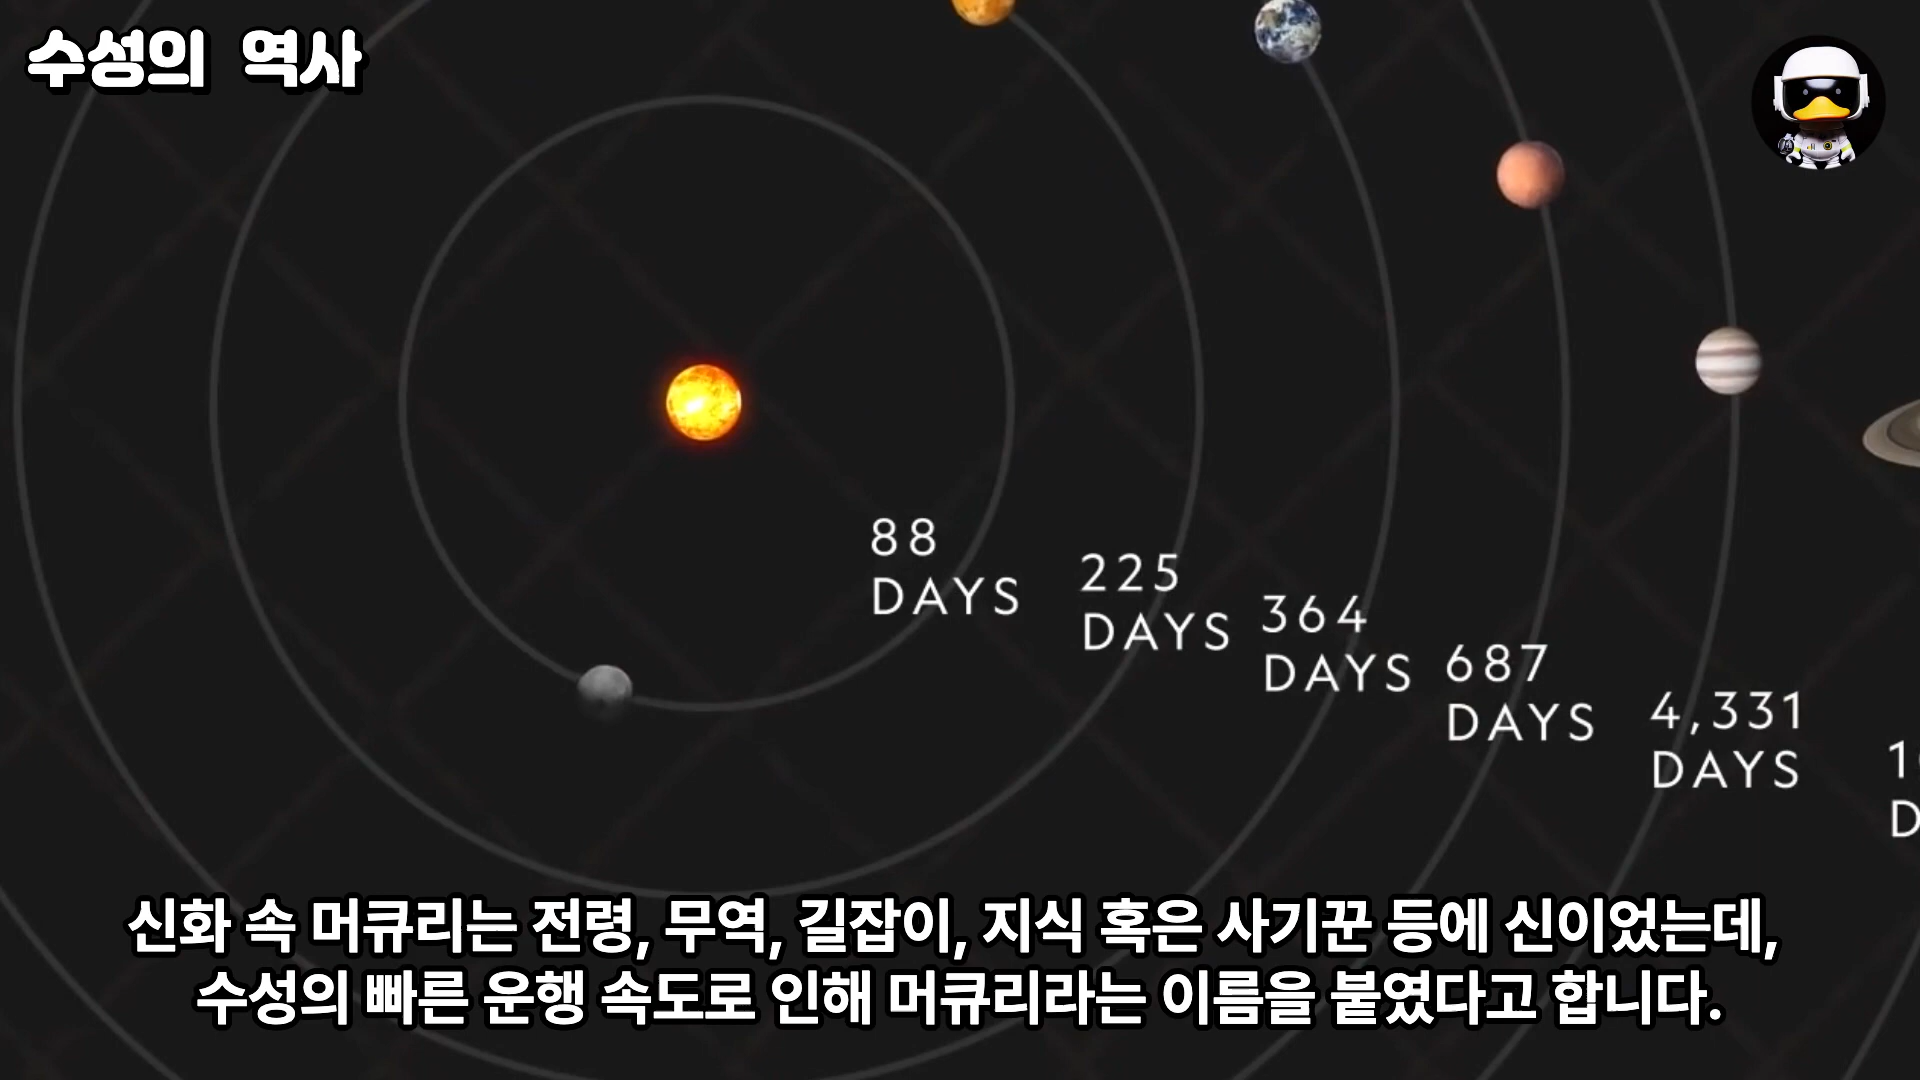 수성의 역사
88
DAYS
225
DAYS
364
DAYS
687
DAYS
4,331
DAYS
신화 속 머큐리는 전령, 무역, 길잡이, 지식 혹은 사기꾼 등에 신이었는데,
수성의 빠른 운행 속도로 인해 머큐리라는 이름을 붙였다고 합니다.